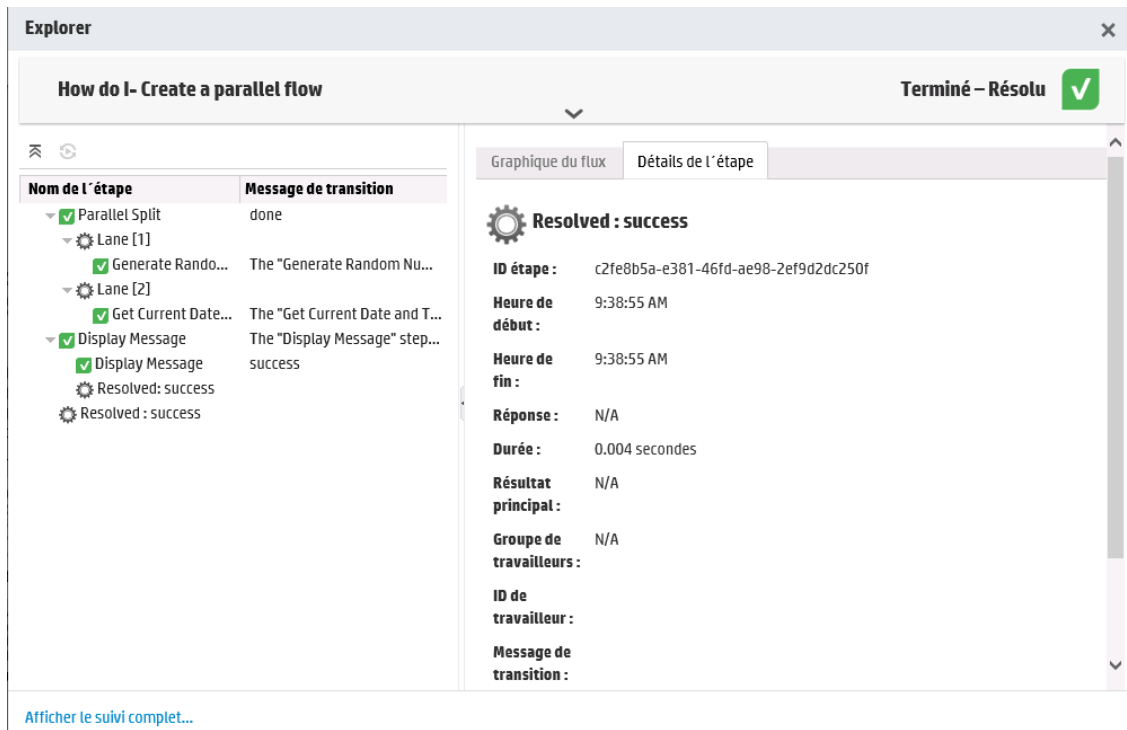 Explorer
How do I- Create a parallel flow
Terminé – Résolu
Graphique du flux
Détails de l´étape
Nom de l´étape Message de transition
Parallel Split done
Lane [1]
Generate Rando... The "Generate Random Nu...
Lane [2]
Get Current Date... The "Get Current Date and T...
Display Message The "Display Message" step...
Display Message success
Resolved: success
Resolved : success
Resolved : success
ID étape : c2fe8b5a-e381-46fd-ae98-2ef9d2dc250f
Heure de 9:38:55 AM
début :
Heure de 9:38:55 AM
fin :
Réponse : N/A
Durée : 0.004 secondes
Résultat N/A
principal :
Groupe de N/A
travailleurs :
ID de
travailleur :
Message de
transition :
Afficher le suivi complet...